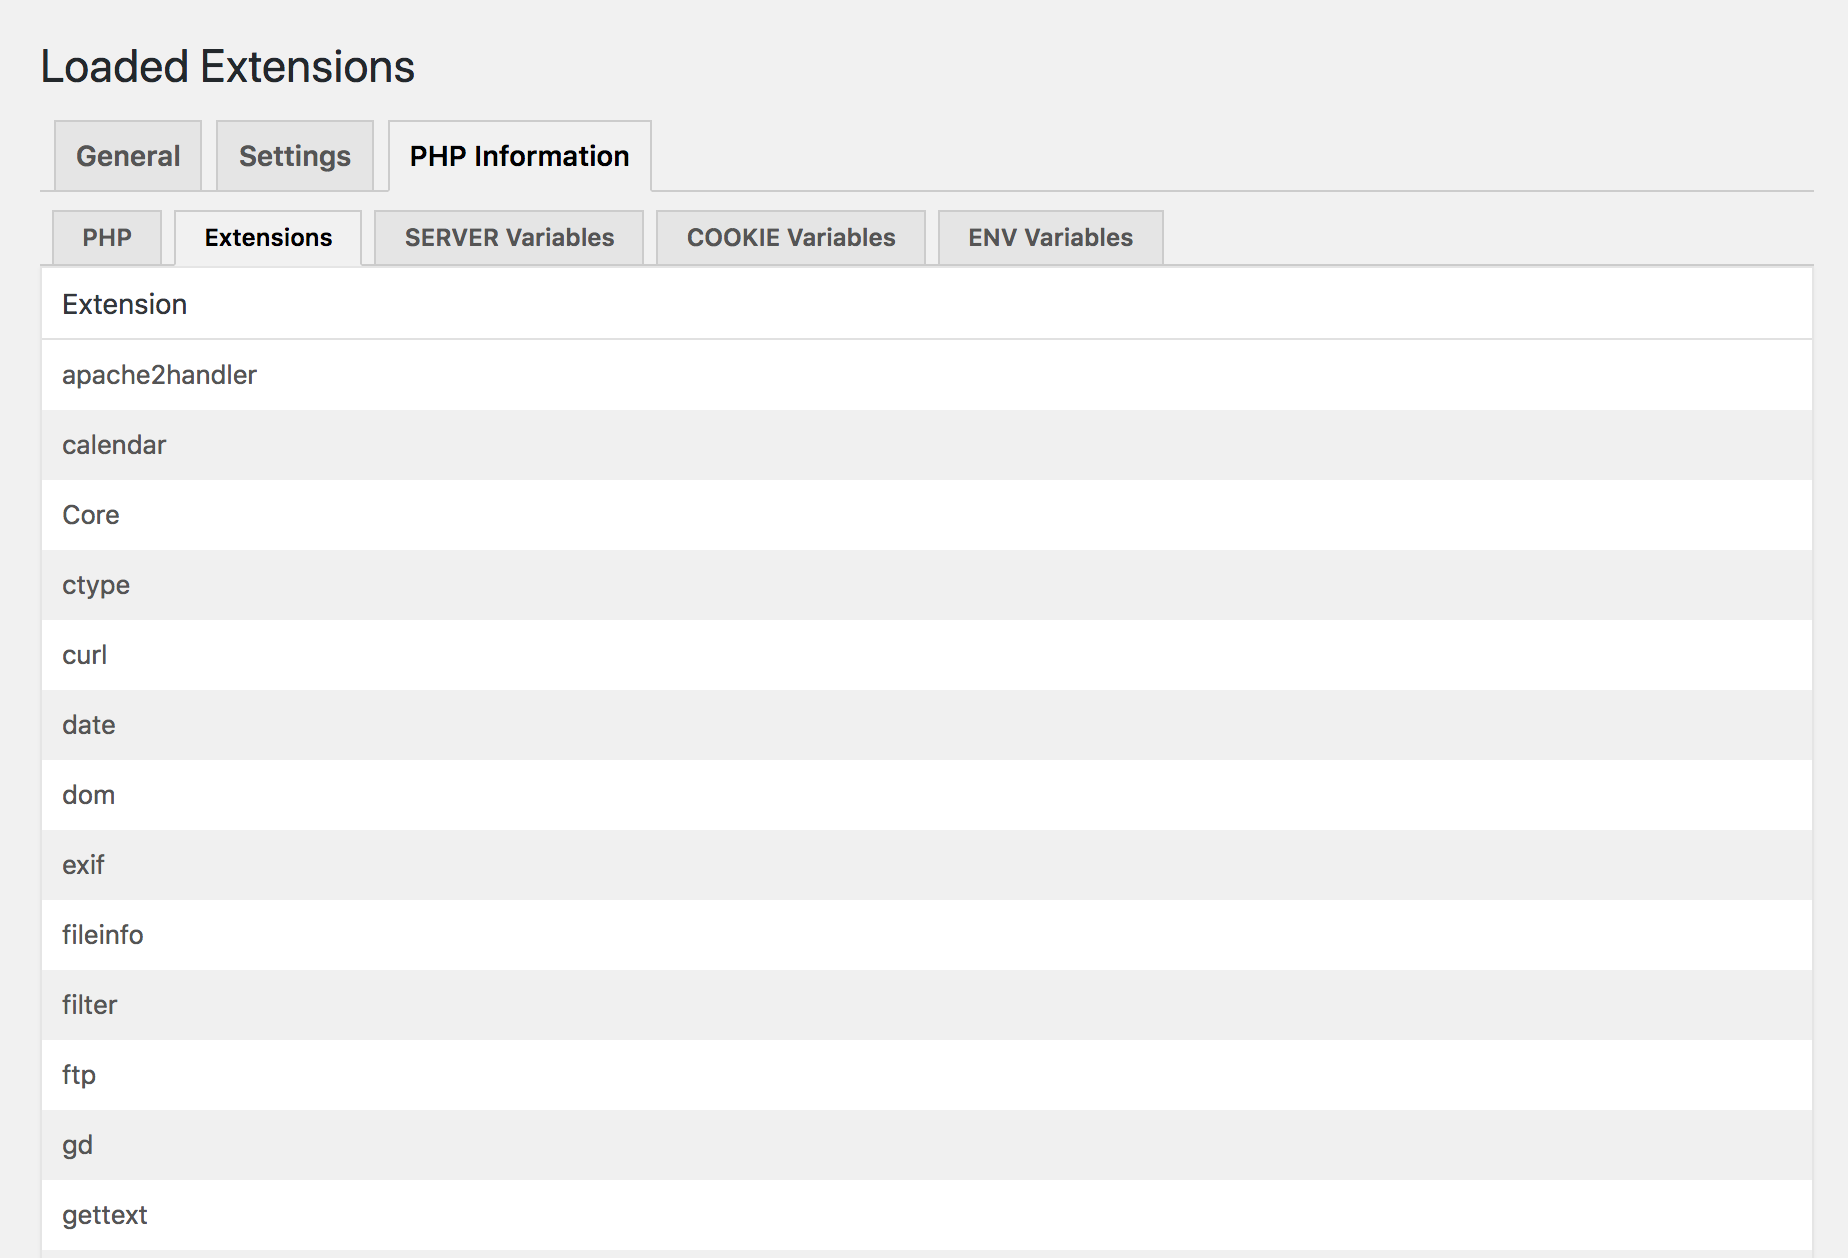 Loaded Extensions
General Settings PHP Information
PHP Extensions SERVER Variables COOKIE Variables ENV Variables
Extension
apache2handler
calendar
Core
ctype
curl
date
dom
exif
fileinfo
filter
ftp
gd
gettext